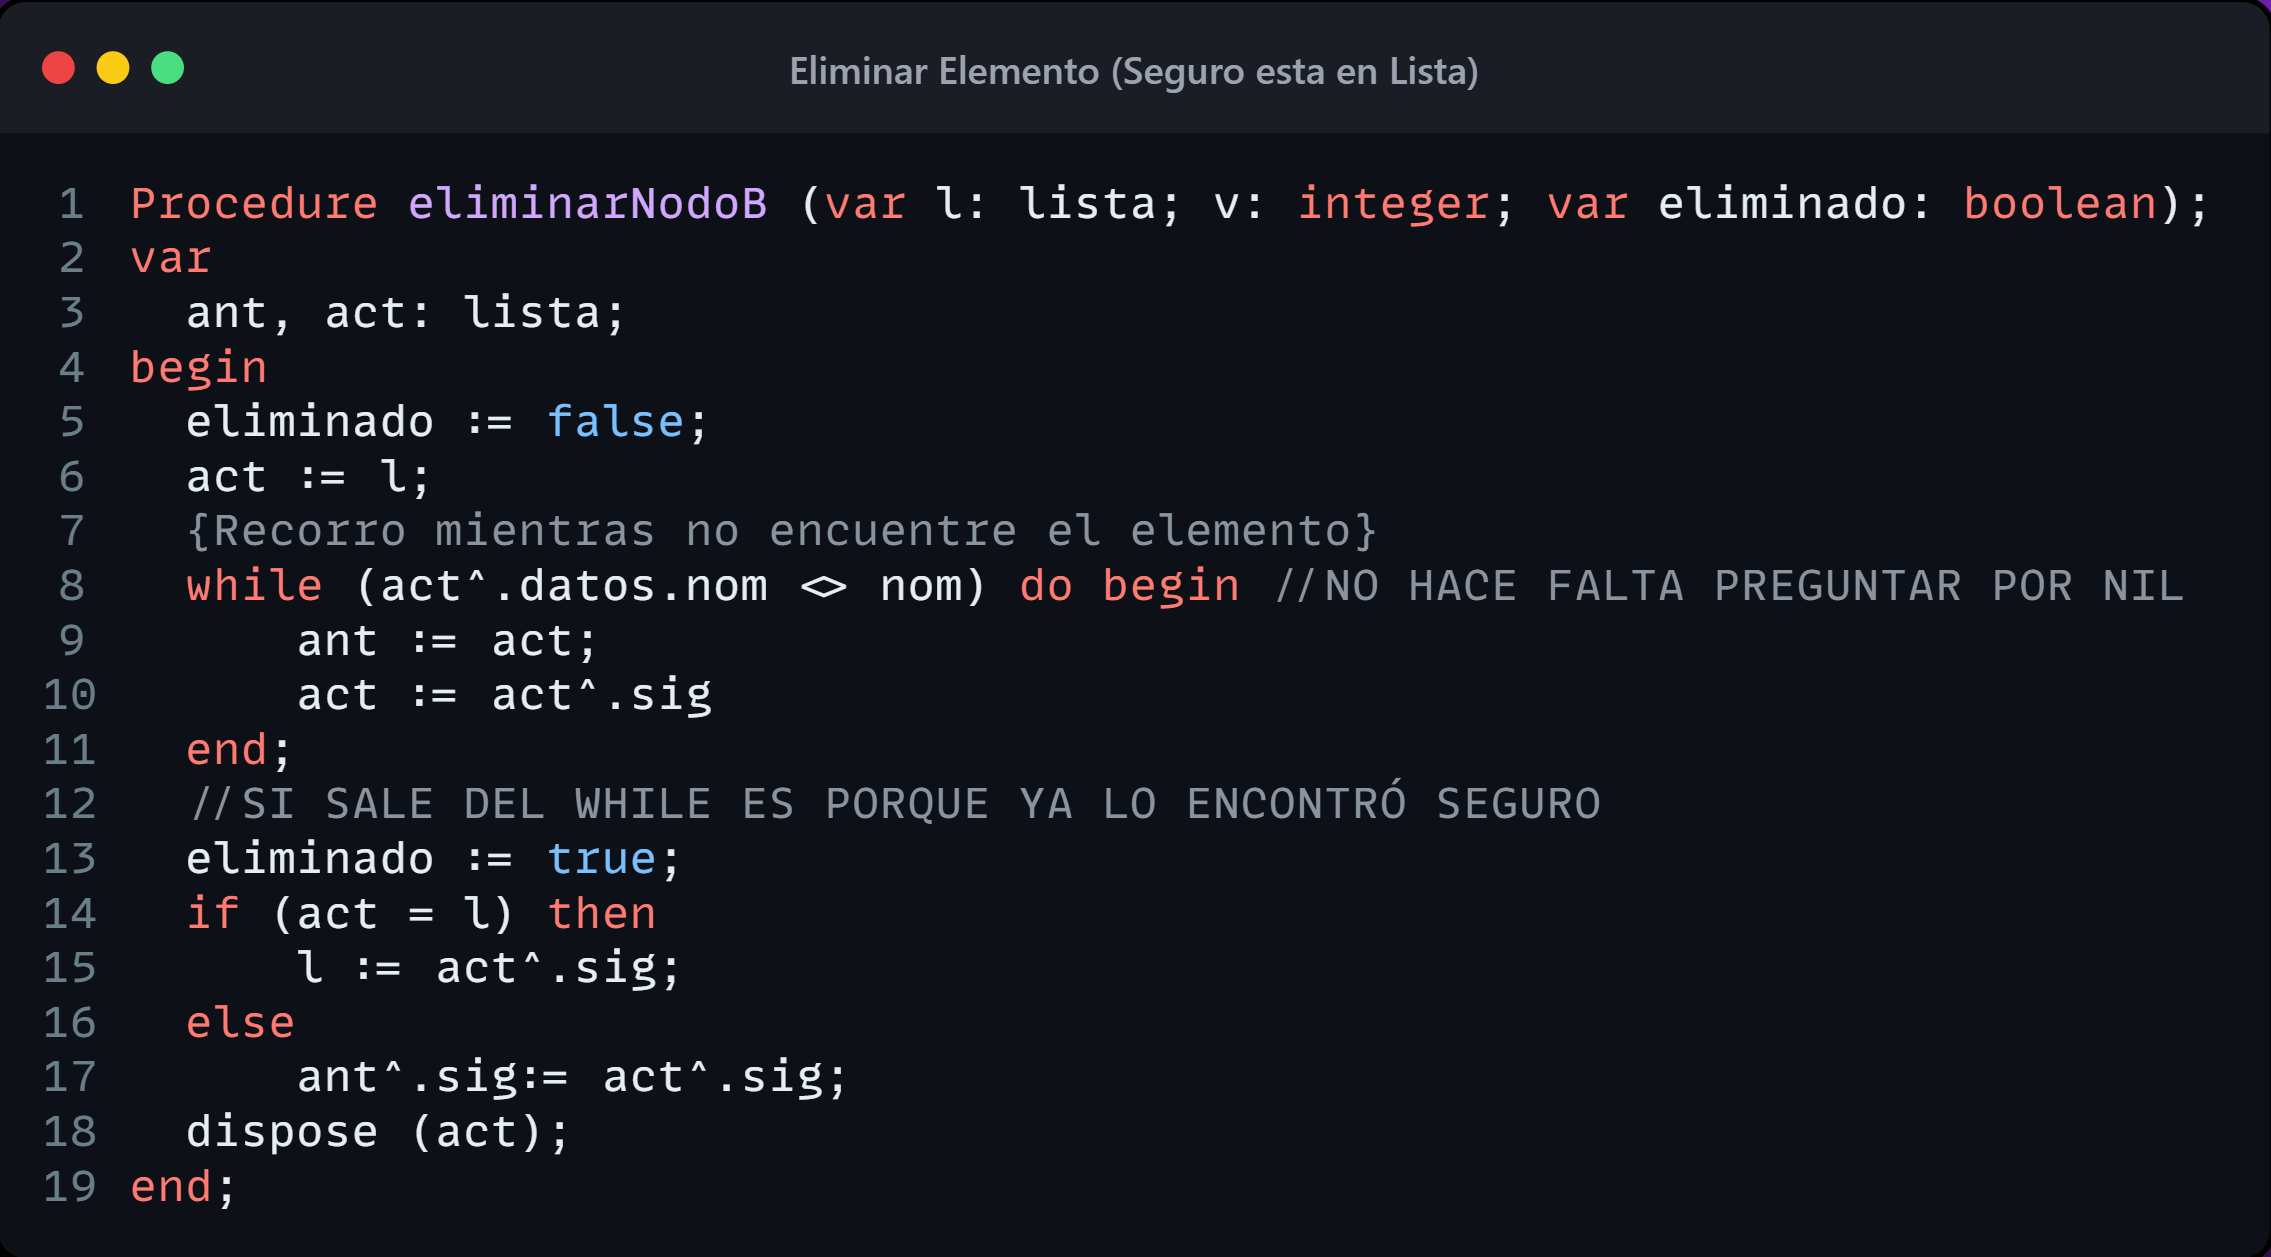 Eliminar Elemento (Seguro esta en Lista)
1 Procedure eliminarNodoB (var l: lista; v: integer; var eliminado: boolean);
2 var
3   ant, act: lista;
4 begin
5   eliminado := false;
6   act := l;
7   {Recorro mientras no encuentre el elemento}
8   while (act^.datos.nom <> nom) do begin //NO HACE FALTA PREGUNTAR POR NIL
9       ant := act;
10       act := act^.sig
11   end;
12   //SI SALE DEL WHILE ES PORQUE YA LO ENCONTRÓ SEGURO
13   eliminado := true;
14   if (act = l) then
15       l := act^.sig;
16   else
17       ant^.sig:= act^.sig;
18   dispose (act);
19 end;